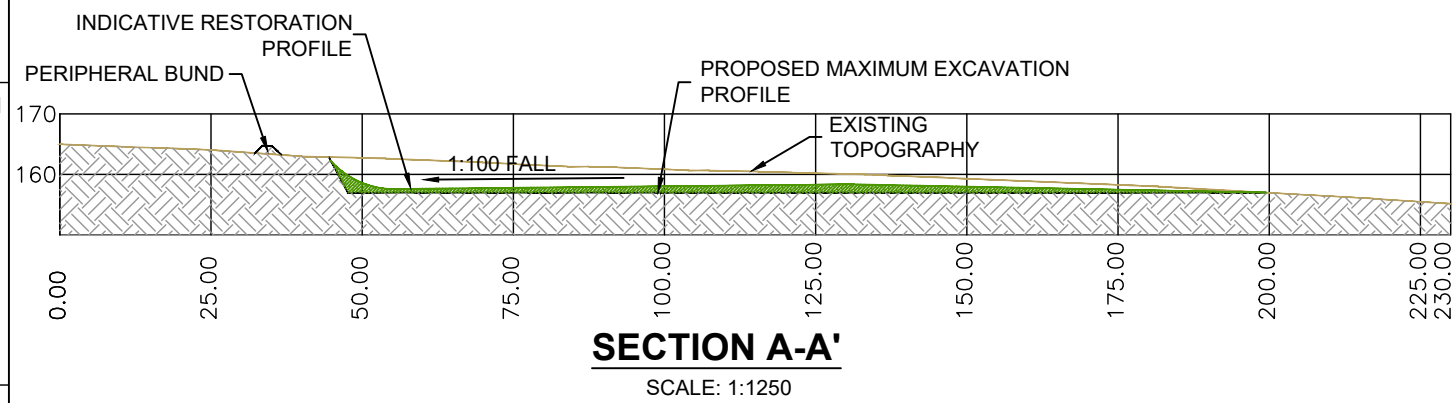 INDICATIVE RESTORATION
PROFILE
PERIPHERAL BUND
PROPOSED MAXIMUM EXCAVATION
PROFILE
EXISTING
TOPOGRAPHY
1:100 FALL
170
160
0.00
25.00
50.00
75.00
100.00
125.00
150.00
175.00
200.00
225.00
230.00
SECTION A-A'
SCALE: 1:1250